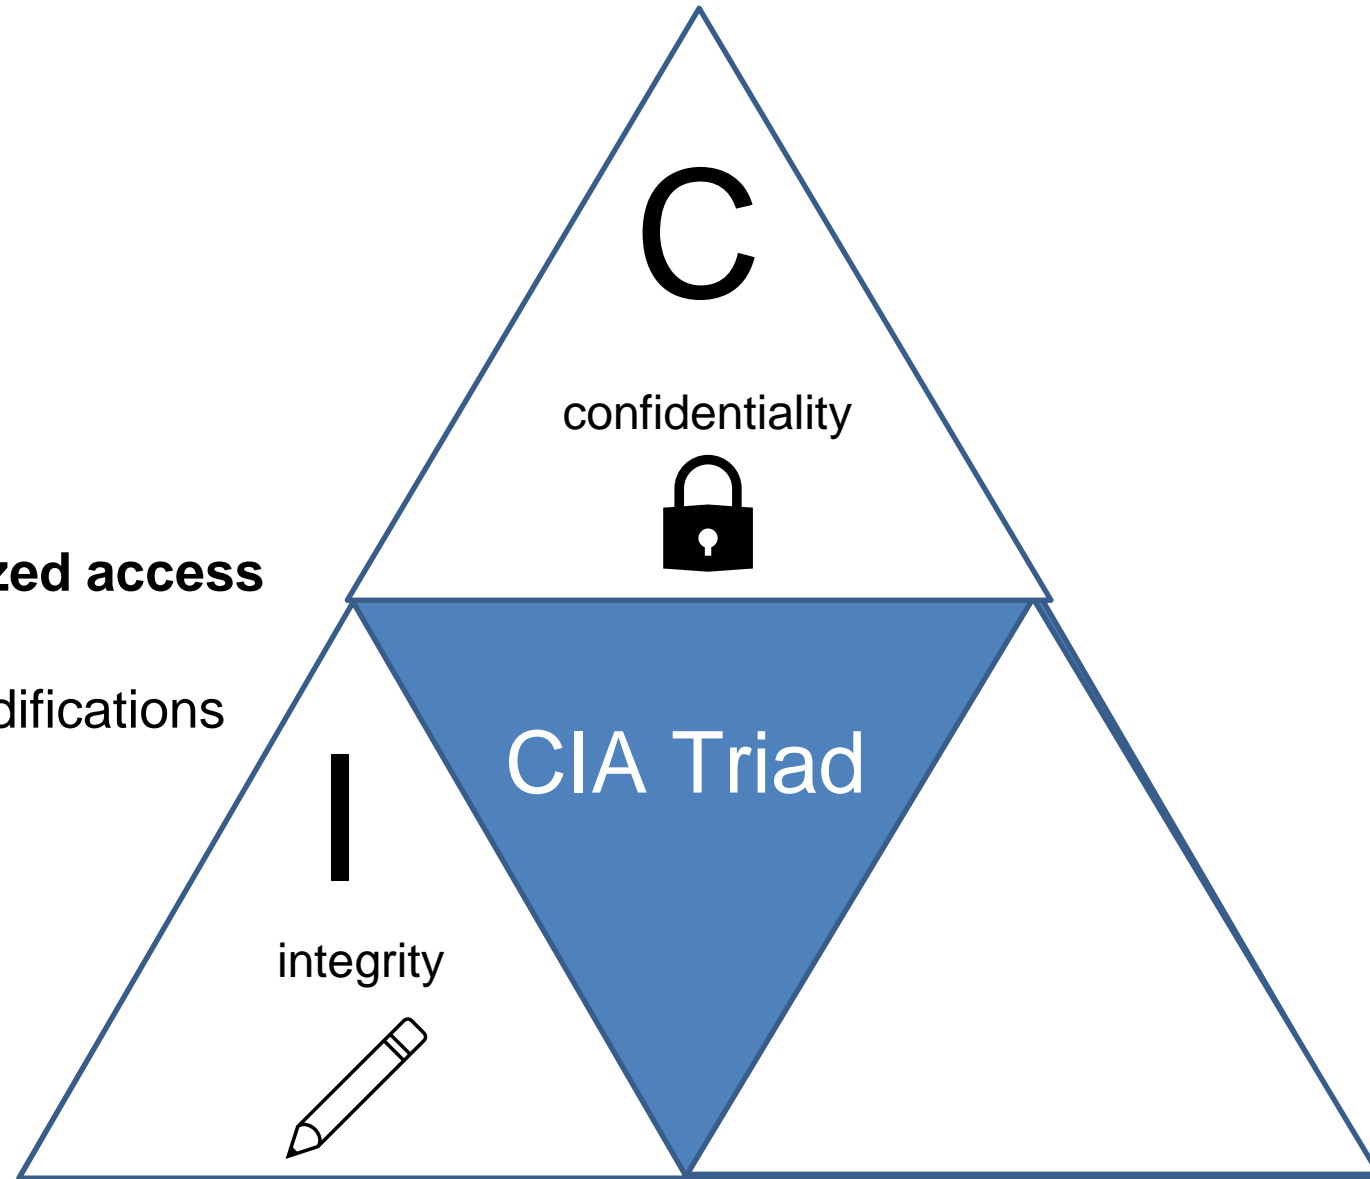 C
confidentiality
zed access
difications
CIA Triad
I
integrity